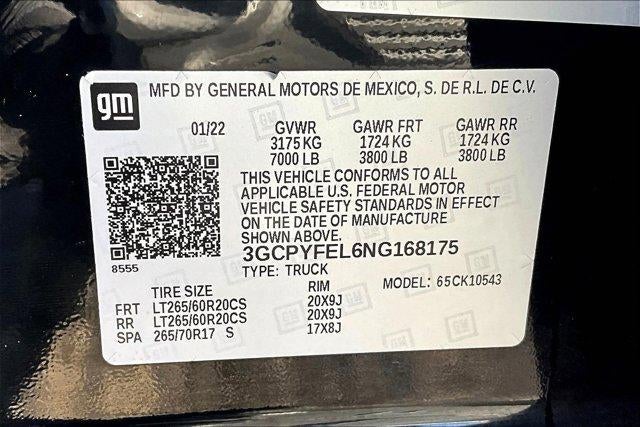 gm
MFD BY GENERAL MOTORS DE MEXICO, S. DE R.L. DE C.V.
01/22 GVWR GAWR FRT GAWR RR
3175 KG 1724 KG 1724 KG
7000 LB 3800 LB 3800 LB
THIS VEHICLE CONFORMS TO ALL
APPLICABLE U.S. FEDERAL MOTOR
VEHICLE SAFETY STANDARDS IN EFFECT
ON THE DATE OF MANUFACTURE
SHOWN ABOVE.
3GCPYFEL6NG168175
8555 TYPE: TRUCK MODEL: 65CK10543
TIRE SIZE RIM
FRT LT265/60R20CS 20X9J
RR LT265/60R20CS 20X9J
SPA 265/70R17 S 17X8J